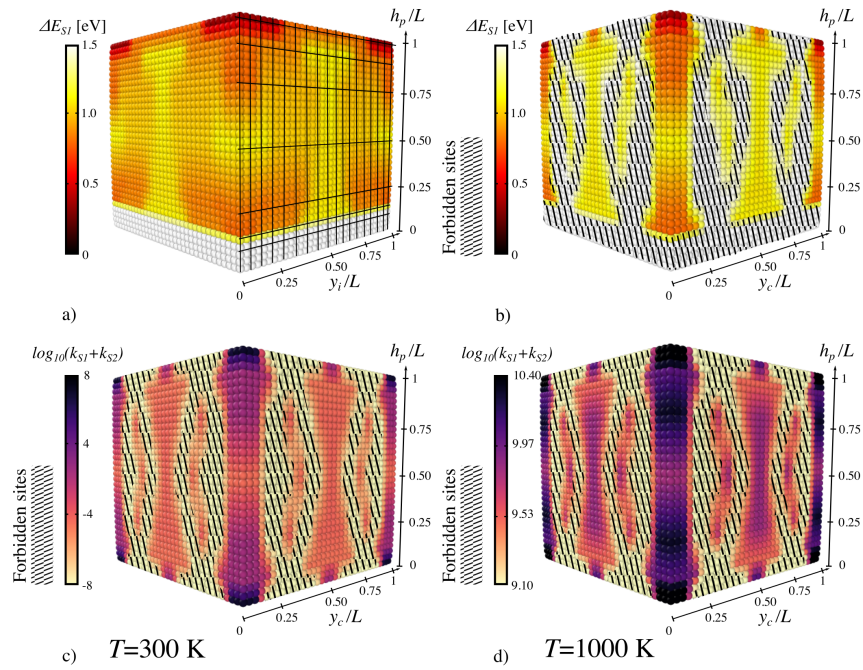 ΔE_S1 [eV]
1.5
1.0
0.5
0
h_p/L
1
0.75
0.50
0.25
0
0
0.25
0.50
0.75
1
y_i/L
a)
ΔE_S1 [eV]
1.5
1.0
0.5
0
Forbidden sites
h_p/L
1
0.75
0.50
0.25
0
0
0.25
0.50
0.75
1
y_c/L
b)
log_10(k_S1+k_S2)
8
4
-4
-8
Forbidden sites
h_p/L
1
0.75
0.50
0.25
0
0
0.25
0.50
0.75
1
y_c/L
c)
T=300 K
log_10(k_S1+k_S2)
10.40
9.97
9.53
9.10
Forbidden sites
h_p/L
1
0.75
0.50
0.25
0
0
0.25
0.50
0.75
1
y_c/L
d)
T=1000 K